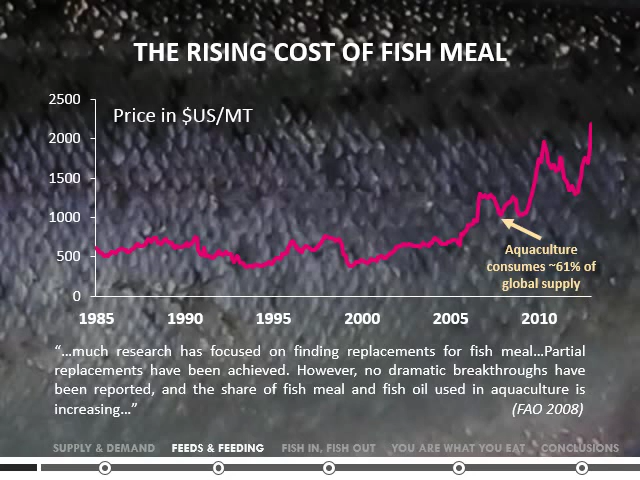 THE RISING COST OF FISH MEAL
2500
Price in $US/MT
2000
1500
1000
500
0
Aquaculture
consumes ~61% of
global supply
1985 1990 1995 2000 2005 2010
“…much research has focused on finding replacements for fish meal…Partial
replacements have been achieved. However, no dramatic breakthroughs have
been reported, and the share of fish meal and fish oil used in aquaculture is
increasing…” (FAO 2008)
SUPPLY & DEMAND FEEDS & FEEDING FISH IN, FISH OUT YOU ARE WHAT YOU EAT CONCLUSIONS